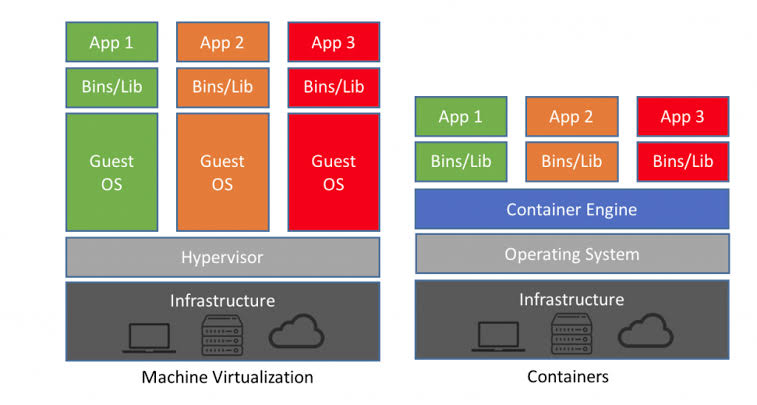 App 1
App 2
App 3
Bins/Lib
Bins/Lib
Bins/Lib
Guest
OS
Guest
OS
Guest
OS
Hypervisor
Infrastructure
Machine Virtualization
App 1
App 2
App 3
Bins/Lib
Bins/Lib
Bins/Lib
Container Engine
Operating System
Infrastructure
Containers